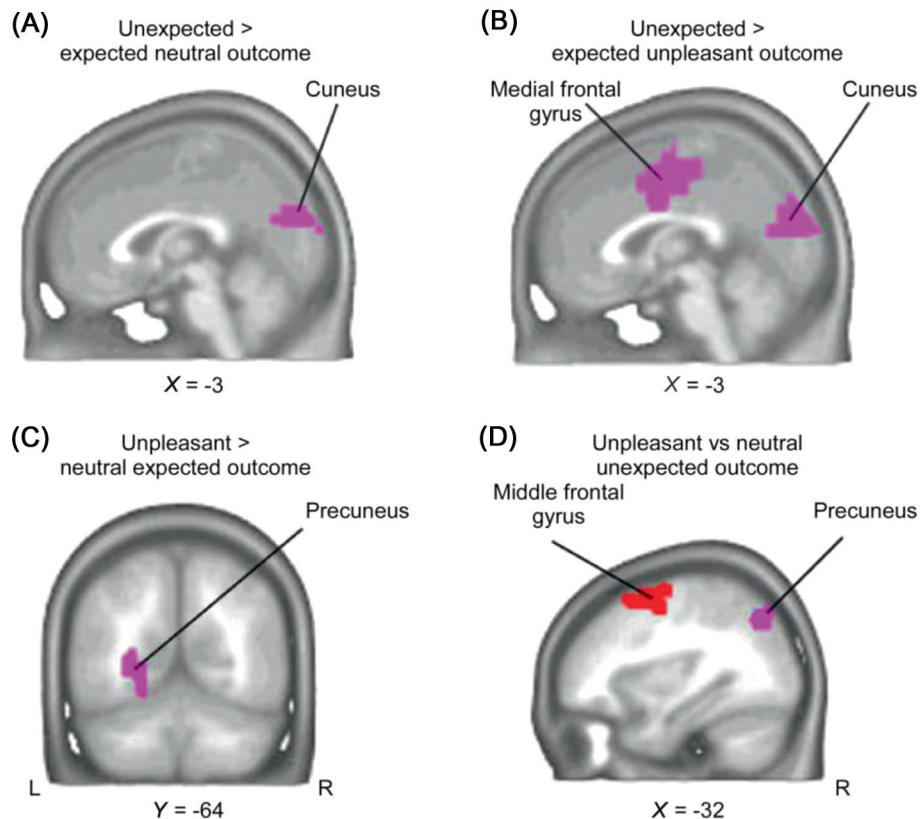 (A)
Unexpected >
expected neutral outcome
Cuneus
X = -3
(B)
Unexpected >
expected unpleasant outcome
Medial frontal
gyrus
Cuneus
X = -3
(C)
Unpleasant >
neutral expected outcome
Precuneus
L
R
Y = -64
(D)
Unpleasant vs neutral
unexpected outcome
Middle frontal
gyrus
Precuneus
R
X = -32